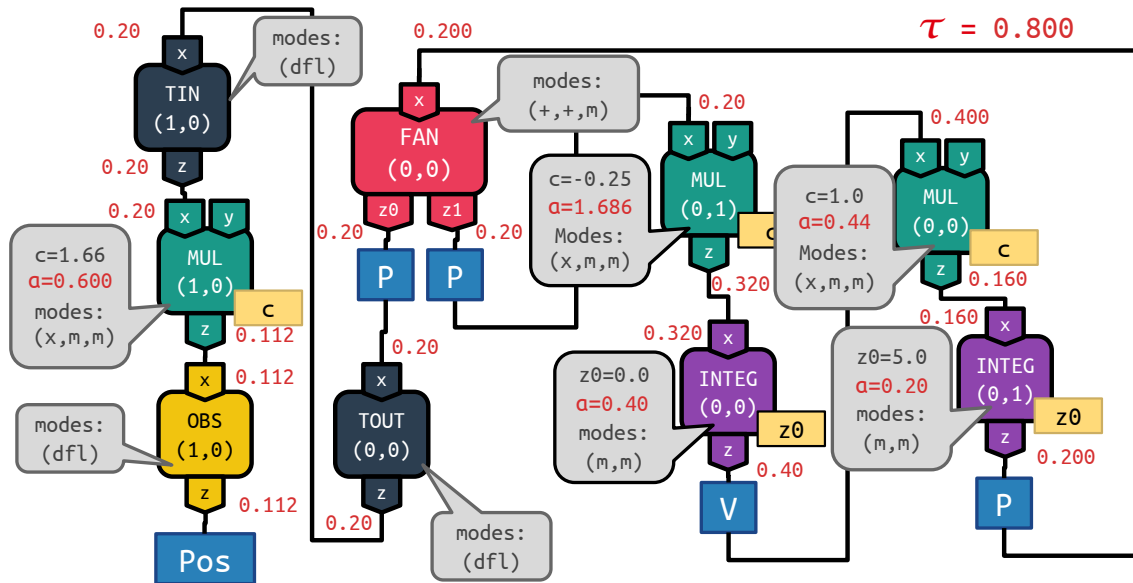 0.20
x
TIN
(1,0)
z
0.20
modes:
(dfl)
0.20
x
y
MUL
(1,0)
z
c
c=1.66
a=0.600
modes:
(x,m,m)
0.112
0.112
x
OBS
(1,0)
z
modes:
(dfl)
0.112
Pos
0.200
x
FAN
(0,0)
z0
z1
modes:
(+,+,m)
0.20
0.20
P
P
0.20
x
TOUT
(0,0)
z
0.20
modes:
(dfl)
τ = 0.800
0.20
x
y
MUL
(0,1)
z
c
c=-0.25
a=1.686
Modes:
(x,m,m)
0.320
0.320
x
INTEG
(0,0)
z
z0
z0=0.0
a=0.40
modes:
(m,m)
0.40
V
0.400
x
y
MUL
(0,0)
z
c
c=1.0
a=0.44
Modes:
(x,m,m)
0.160
0.160
x
INTEG
(0,1)
z
z0
z0=5.0
a=0.20
modes:
(m,m)
0.200
P